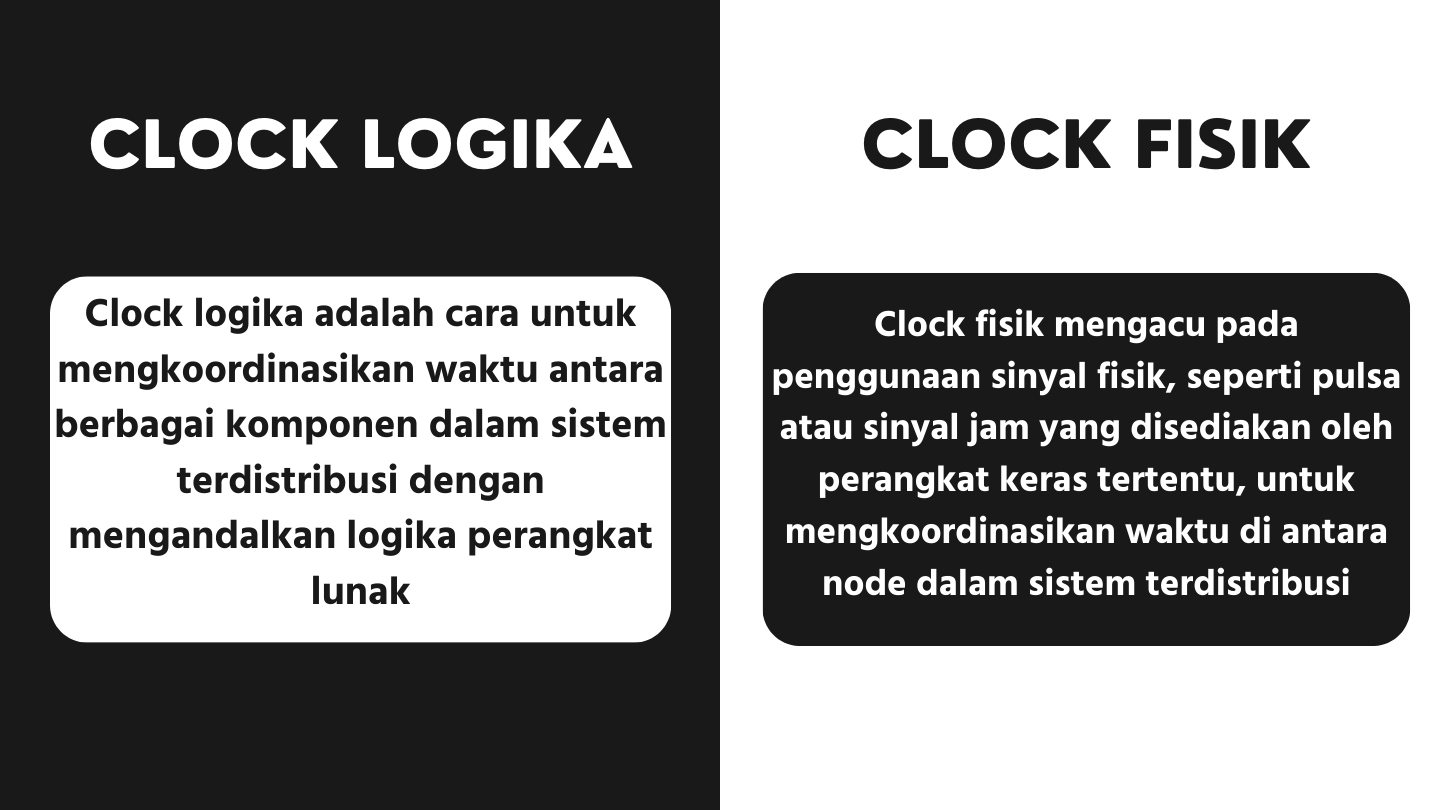 CLOCK LOGIKA
Clock logika adalah cara untuk
mengkoordinasikan waktu antara
berbagai komponen dalam sistem
terdistribusi dengan
mengandalkan logika perangkat
lunak
CLOCK FISIK
Clock fisik mengacu pada
penggunaan sinyal fisik, seperti pulsa
atau sinyal jam yang disediakan oleh
perangkat keras tertentu, untuk
mengkoordinasikan waktu di antara
node dalam sistem terdistribusi